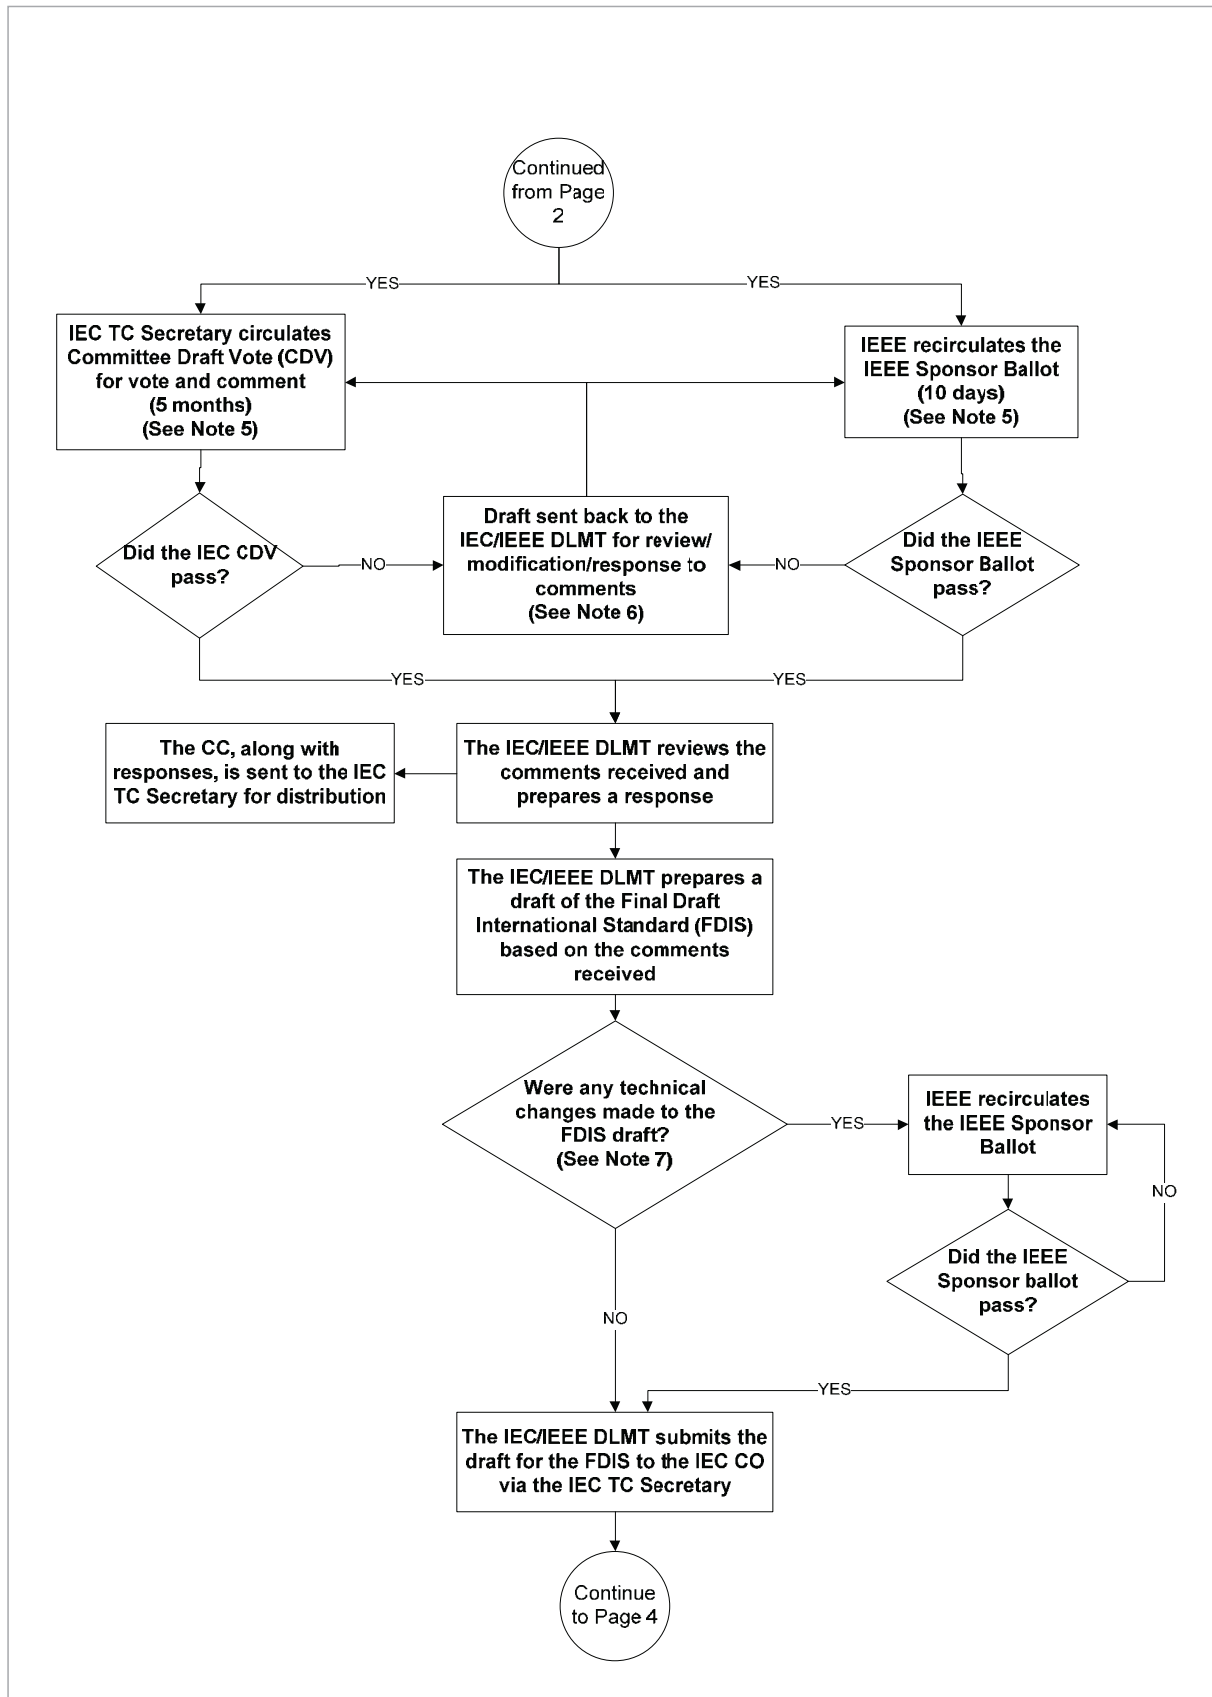 Continued
from Page
2
YES
YES
IEC TC Secretary circulates
Committee Draft Vote (CDV)
for vote and comment
(5 months)
(See Note 5)
IEEE recirculates the
IEEE Sponsor Ballot
(10 days)
(See Note 5)
Did the IEC CDV
pass?
NO
Draft sent back to the
IEC/IEEE DLMT for review/
modification/response to
comments
(See Note 6)
NO
Did the IEEE
Sponsor Ballot
pass?
YES
YES
The CC, along with
responses, is sent to the IEC
TC Secretary for distribution
The IEC/IEEE DLMT reviews the
comments received and
prepares a response
The IEC/IEEE DLMT prepares a
draft of the Final Draft
International Standard (FDIS)
based on the comments
received
Were any technical
changes made to the
FDIS draft?
(See Note 7)
YES
IEEE recirculates
the IEEE Sponsor
Ballot
NO
Did the IEEE
Sponsor ballot
pass?
NO
YES
The IEC/IEEE DLMT submits the
draft for the FDIS to the IEC CO
via the IEC TC Secretary
Continue
to Page 4